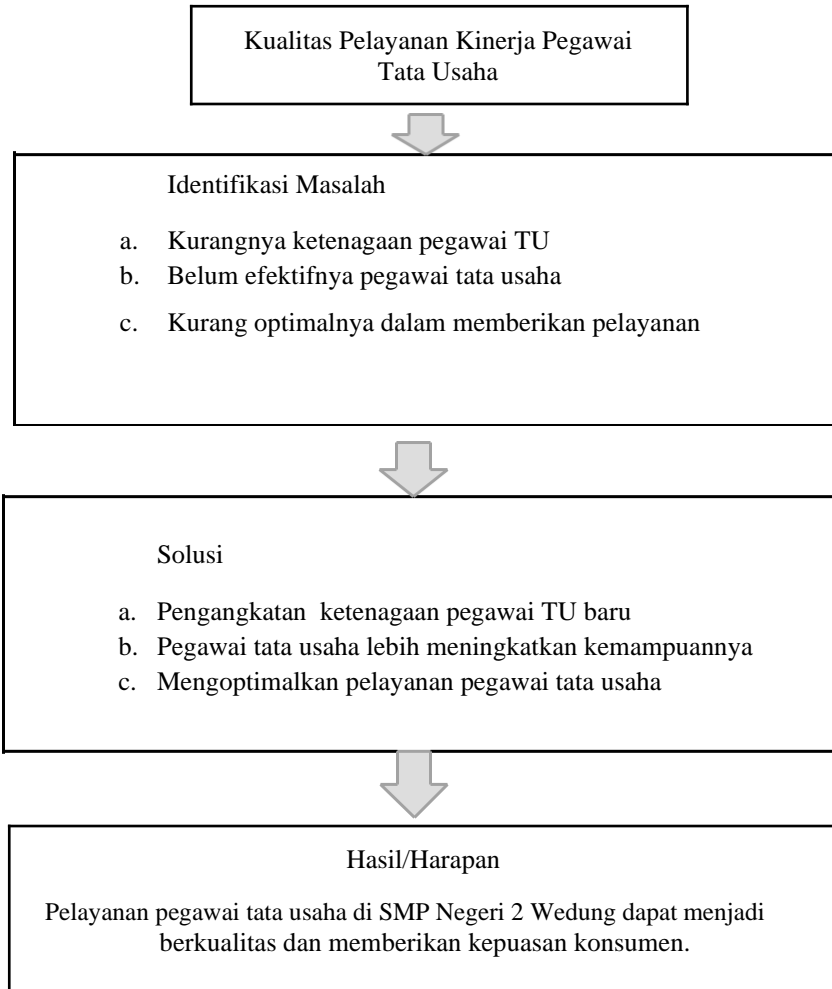 Kualitas Pelayanan Kinerja Pegawai
Tata Usaha
Identifikasi Masalah
a. Kurangnya ketenagaan pegawai TU
b. Belum efektifnya pegawai tata usaha
c. Kurang optimalnya dalam memberikan pelayanan
Solusi
a. Pengangkatan ketenagaan pegawai TU baru
b. Pegawai tata usaha lebih meningkatkan kemampuannya
c. Mengoptimalkan pelayanan pegawai tata usaha
Hasil/Harapan
Pelayanan pegawai tata usaha di SMP Negeri 2 Wedung dapat menjadi
berkualitas dan memberikan kepuasan konsumen.